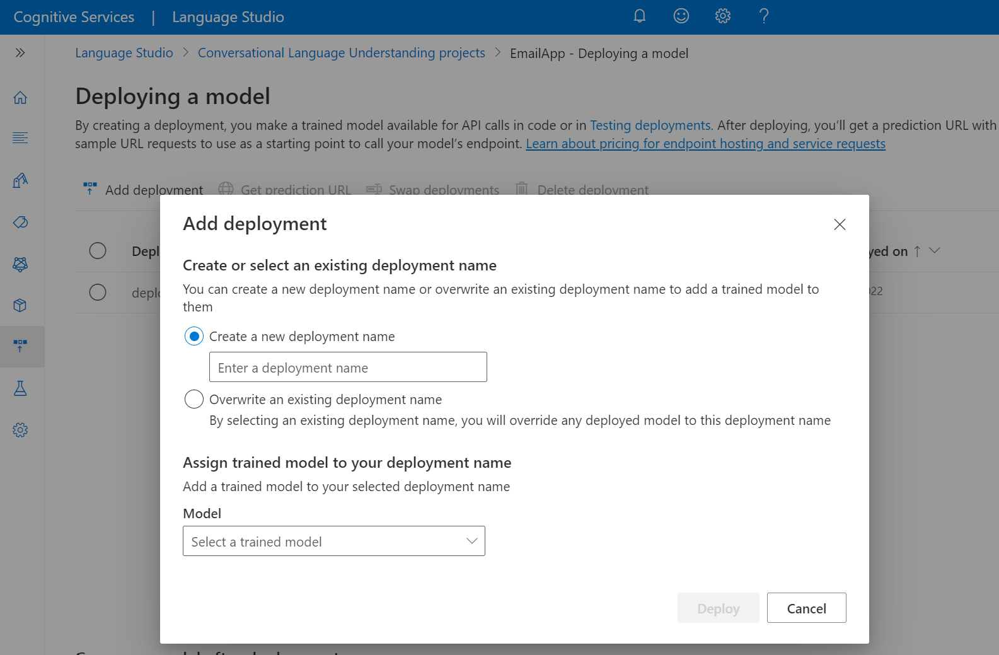 Cognitive Services | Language Studio
Language Studio > Conversational Language Understanding projects > EmailApp - Deploying a model
Deploying a model
By creating a deployment, you make a trained model available for API calls in code or in Testing deployments. After deploying, you’ll get a prediction URL with
sample URL requests to use as a starting point to call your model’s endpoint. Learn about pricing for endpoint hosting and service requests
Add deployment Get prediction URL Swap deployments Delete deployment
Add deployment
Depl
yed on ↑
deplo
022
Create or select an existing deployment name
You can create a new deployment name or overwrite an existing deployment name to add a trained model to
them
Create a new deployment name
Enter a deployment name
Overwrite an existing deployment name
By selecting an existing deployment name, you will override any deployed model to this deployment name
Assign trained model to your deployment name
Add a trained model to your selected deployment name
Model
Select a trained model
Deploy Cancel